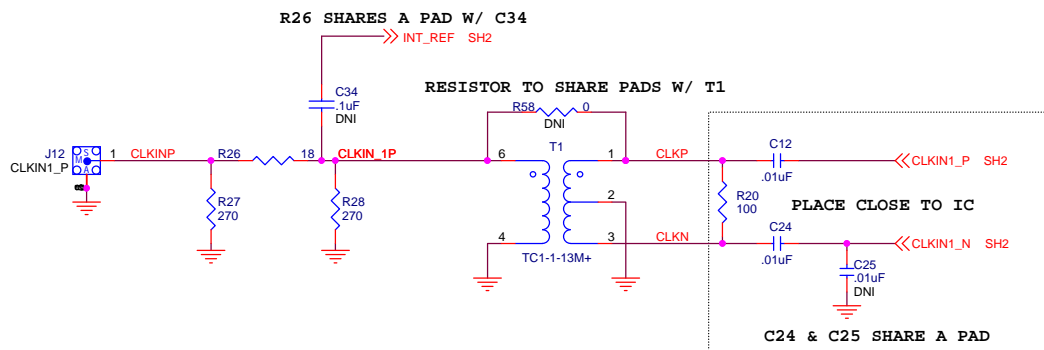 R26 SHARES A PAD W/ C34
INT_REF SH2
C34
.1uF
DNI
RESISTOR TO SHARE PADS W/ T1
R58 0
DNI
J12
S
M
A
CLKIN1_P
1
CLKINP
R26 18
CLKIN_1P
6
T1
1
CLKP
C12
.01uF
CLKIN1_P SH2
R27
270
R28
270
2
R20
100
PLACE CLOSE TO IC
4
3
CLKN
C24
.01uF
CLKIN1_N SH2
TC1-1-13M+
C25
.01uF
DNI
C24 & C25 SHARE A PAD